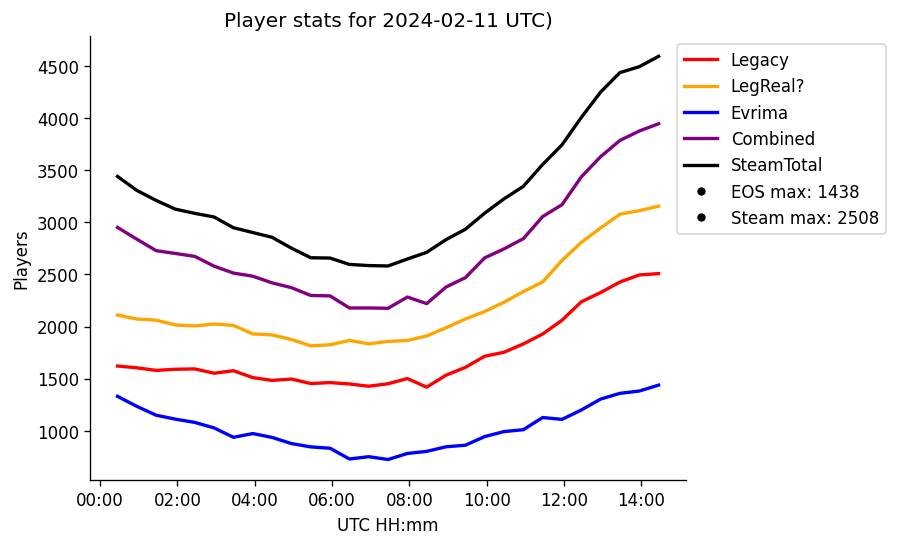 Player stats for 2024-02-11 UTC)
4500
4000
3500
3000
2500
2000
1500
1000
Players
00:00 02:00 04:00 06:00 08:00 10:00 12:00 14:00
UTC HH:mm
Legacy
LegReal?
Evrima
Combined
SteamTotal
EOS max: 1438
Steam max: 2508